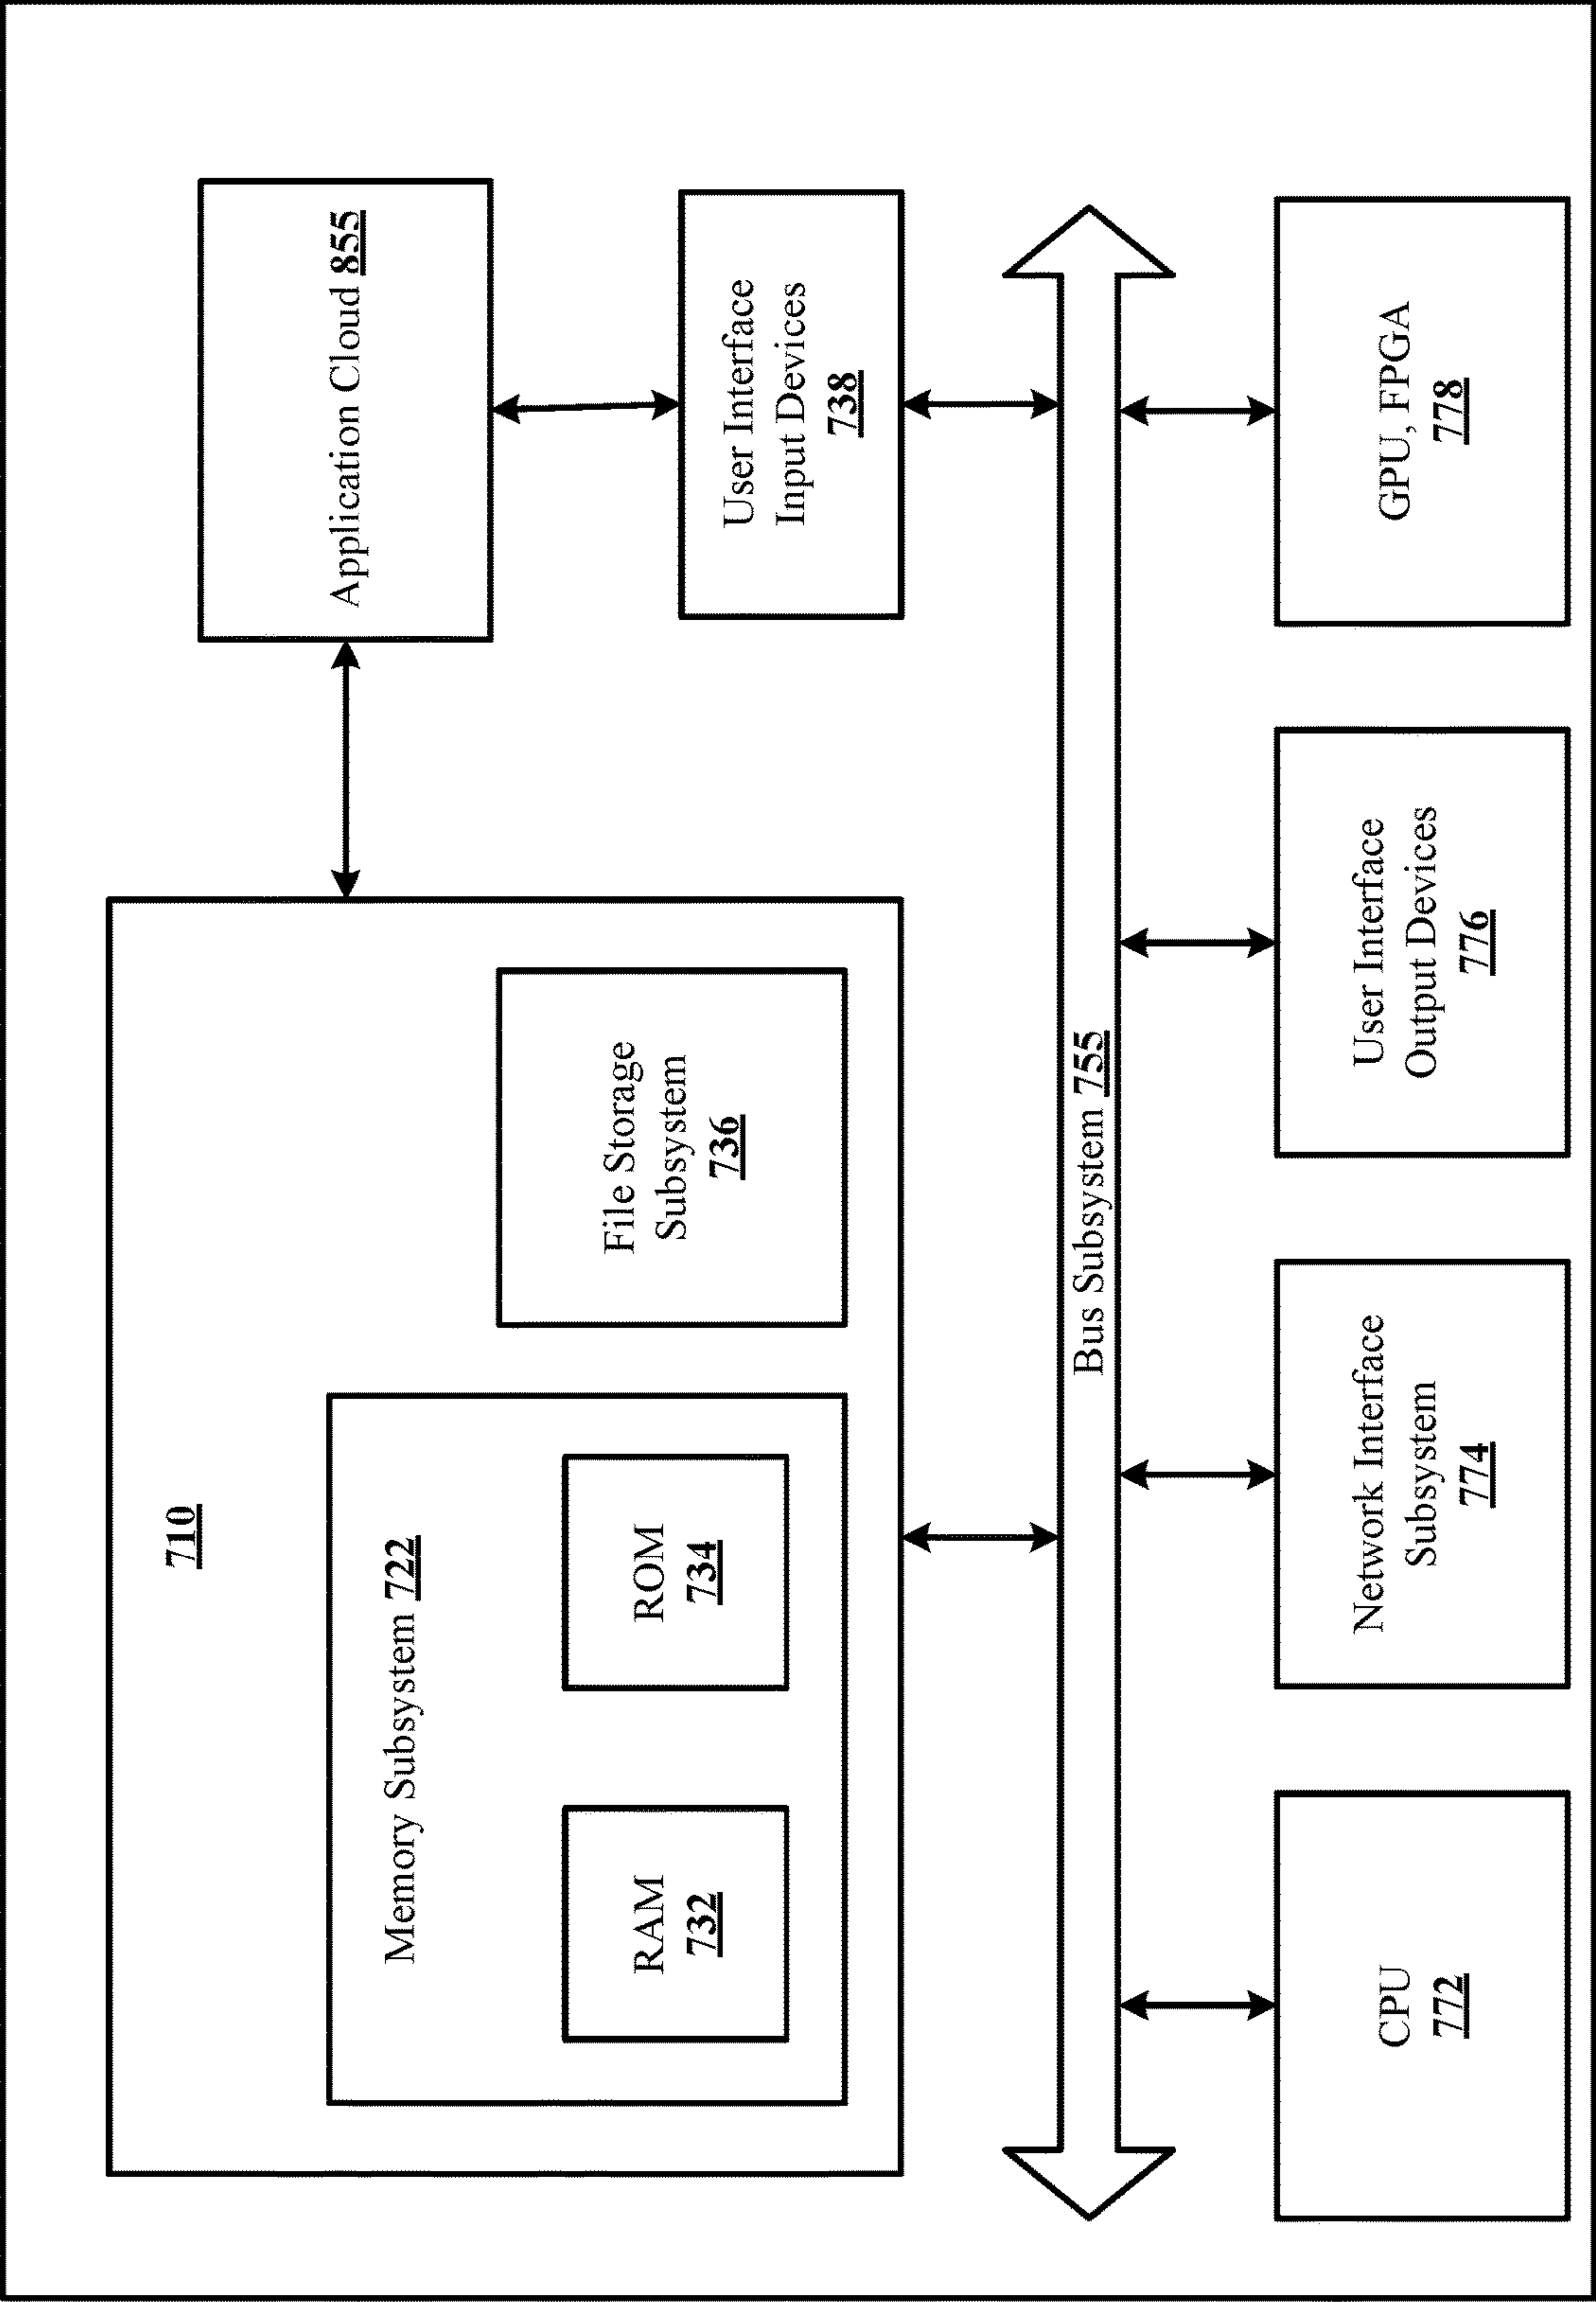 710
Application Cloud 855
Memory Subsystem 722
File Storage
Subsystem
736
RAM
732
ROM
734
User Interface
Input Devices
738
Bus Subsystem 755
CPU
772
Network Interface
Subsystem
774
User Interface
Output Devices
776
GPU, FPGA
778